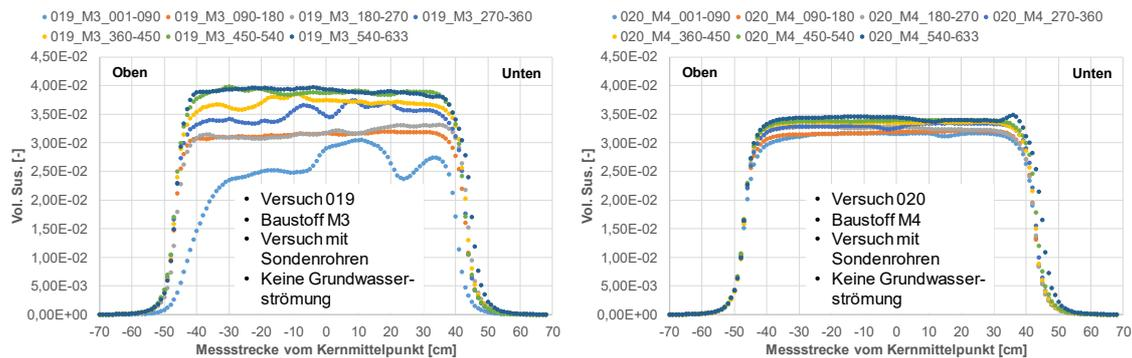 019_M3_001-090 019_M3_090-180 019_M3_180-270 019_M3_270-360
019_M3_360-450 019_M3_450-540 019_M3_540-633
4,50E-02
4,00E-02
3,50E-02
3,00E-02
2,50E-02
2,00E-02
1,50E-02
1,00E-02
5,00E-03
0,00E+00
Vol. Sus. [-]
Oben
Unten
• Versuch 019
• Baustoff M3
• Versuch mit
Sondenrohren
• Keine Grundwasser-
strömung
-70 -60 -50 -40 -30 -20 -10 0 10 20 30 40 50 60 70
Messstrecke vom Kernmittelpunkt [cm]
020_M4_001-090 020_M4_090-180 020_M4_180-270 020_M4_270-360
020_M4_360-450 020_M4_450-540 020_M4_540-633
4,50E-02
4,00E-02
3,50E-02
3,00E-02
2,50E-02
2,00E-02
1,50E-02
1,00E-02
5,00E-03
0,00E+00
Vol. Sus. [-]
Oben
Unten
• Versuch 020
• Baustoff M4
• Versuch mit
Sondenrohren
• Keine Grundwasser-
strömung
-70 -60 -50 -40 -30 -20 -10 0 10 20 30 40 50 60 70
Messstrecke vom Kernmittelpunkt [cm]